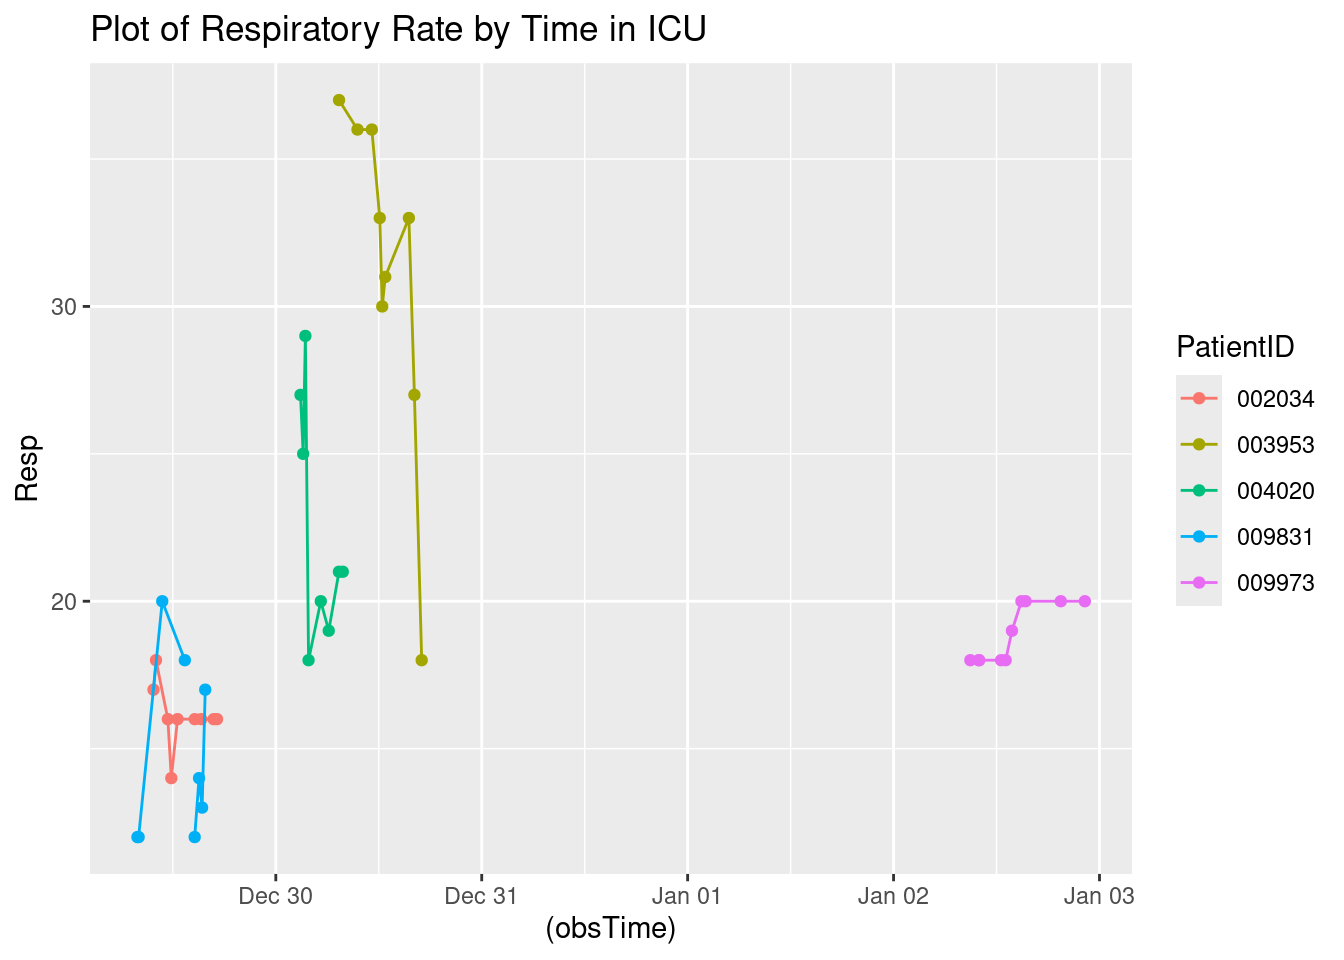 Plot of Respiratory Rate by Time in ICU
Resp
30
20
Dec 30
Dec 31
Jan 01
Jan 02
Jan 03
(obsTime)
PatientID
002034
003953
004020
009831
009973